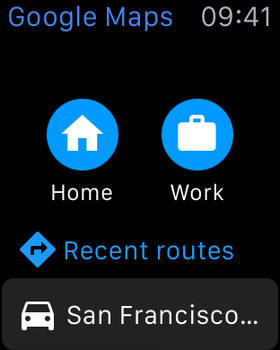 Google Maps 09:41
Home Work
Recent routes
San Francisco...